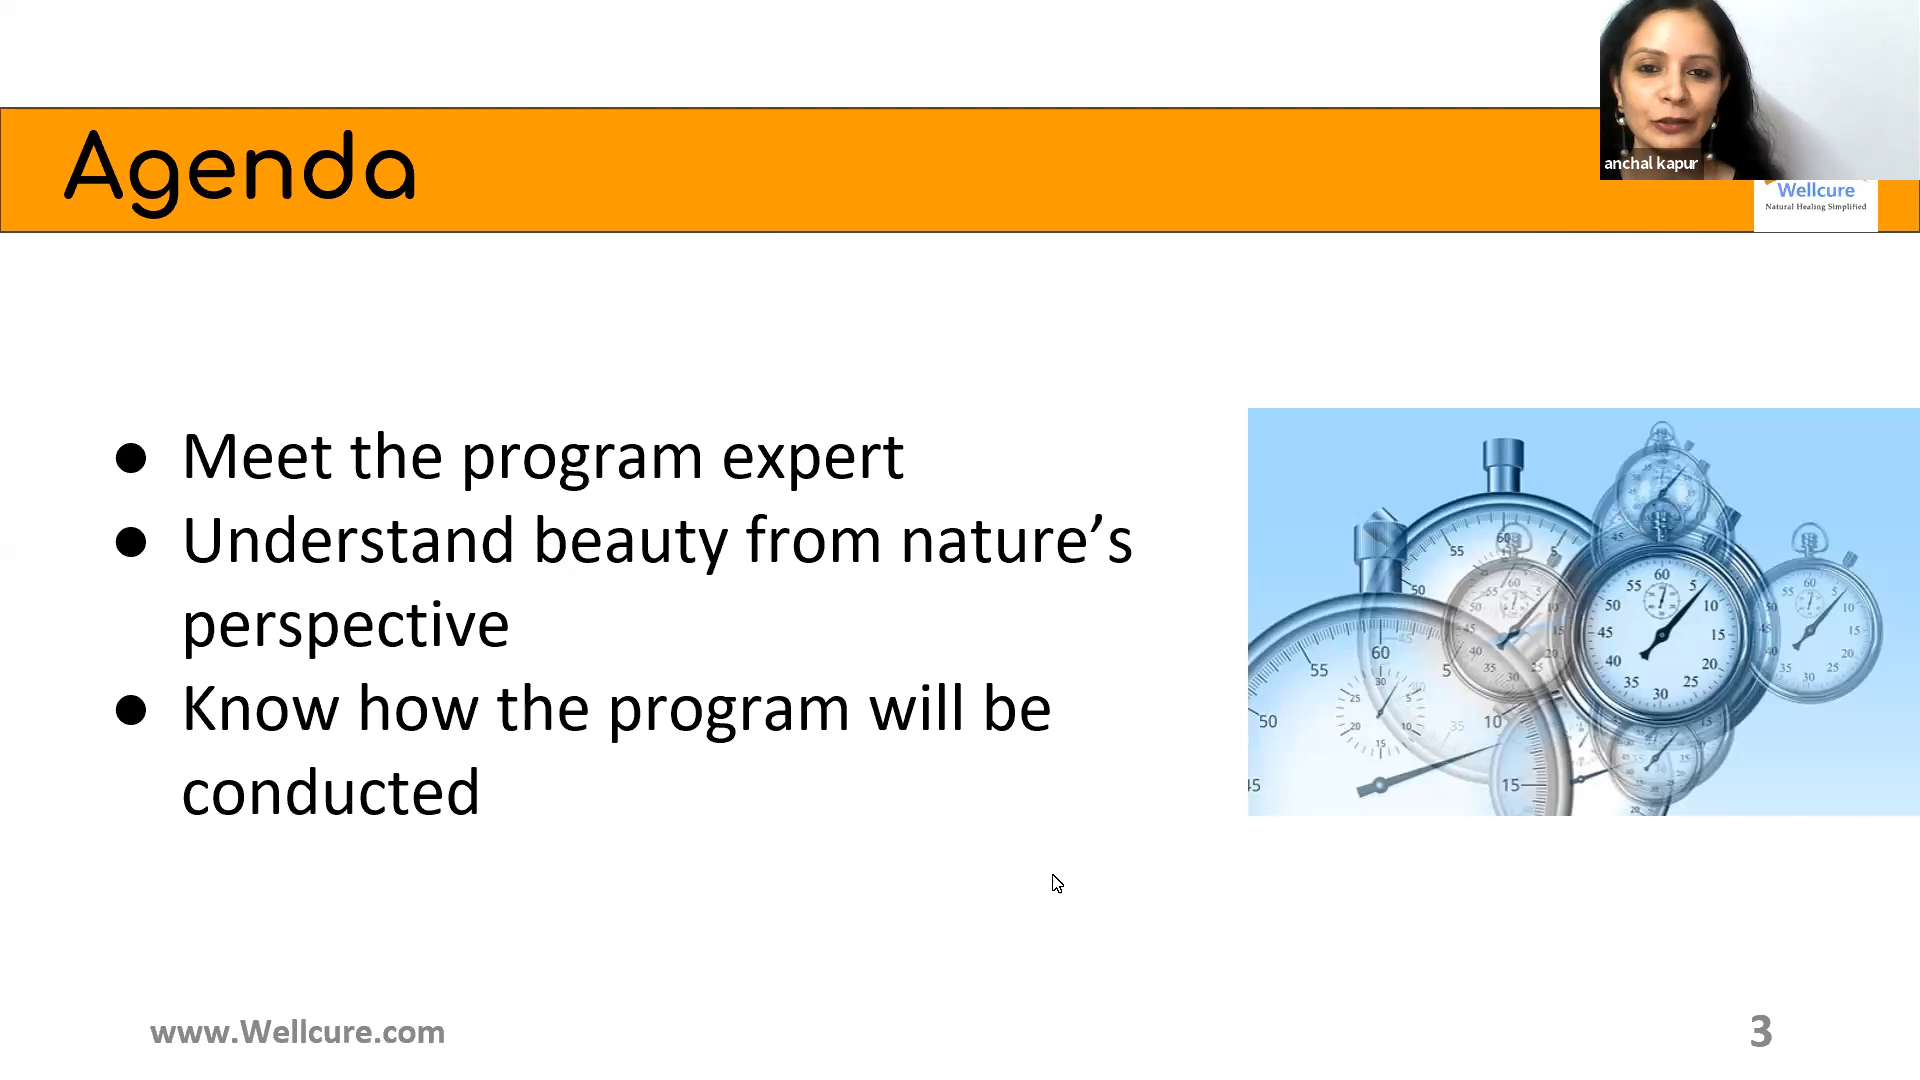 Agenda
anchal kapur
Wellcure
Natural Healing Simplified
● Meet the program expert
● Understand beauty from nature’s
perspective
● Know how the program will be
conducted
www.Wellcure.com
3